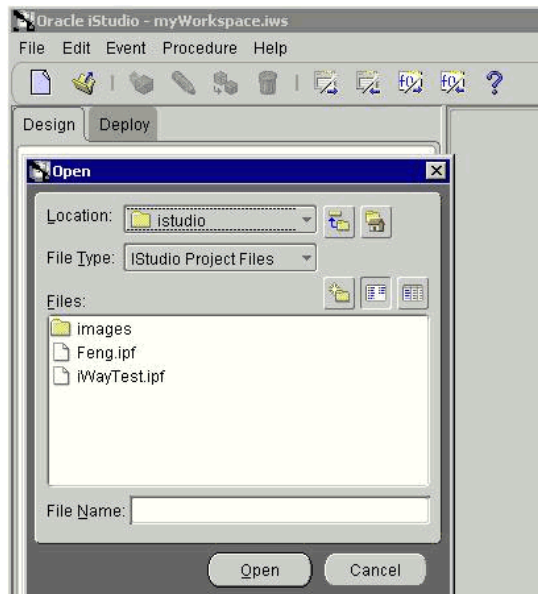 Oracle iStudio - myWorkspace.iws
File Edit Event Procedure Help
Design Deploy
Open
Location: istudio
File Type: IStudio Project Files
Files:
images
Feng.ipf
iWayTest.ipf
File Name:
Open Cancel